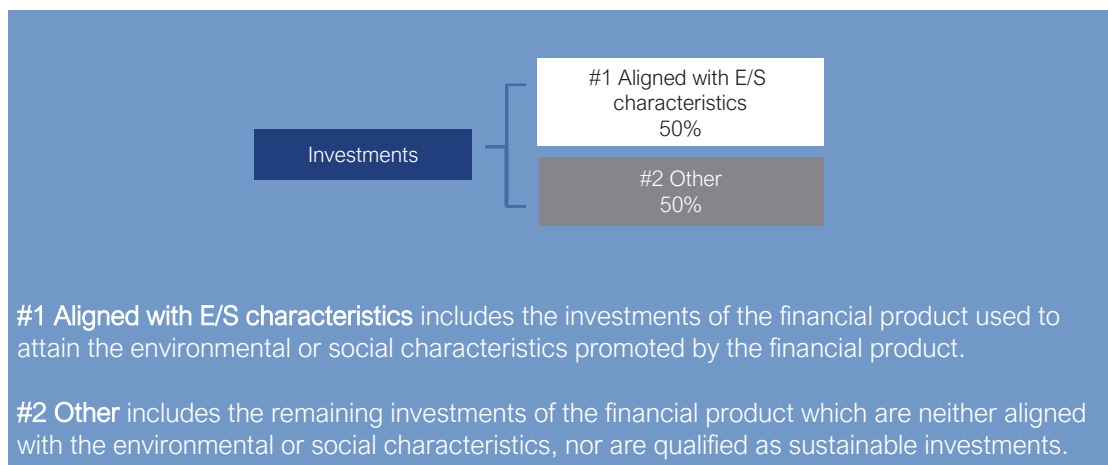 #1 Aligned with E/S
characteristics
50%
Investments
#2 Other
50%
#1 Aligned with E/S characteristics includes the investments of the financial product used to
attain the environmental or social characteristics promoted by the financial product.
#2 Other includes the remaining investments of the financial product which are neither aligned
with the environmental or social characteristics, nor are qualified as sustainable investments.